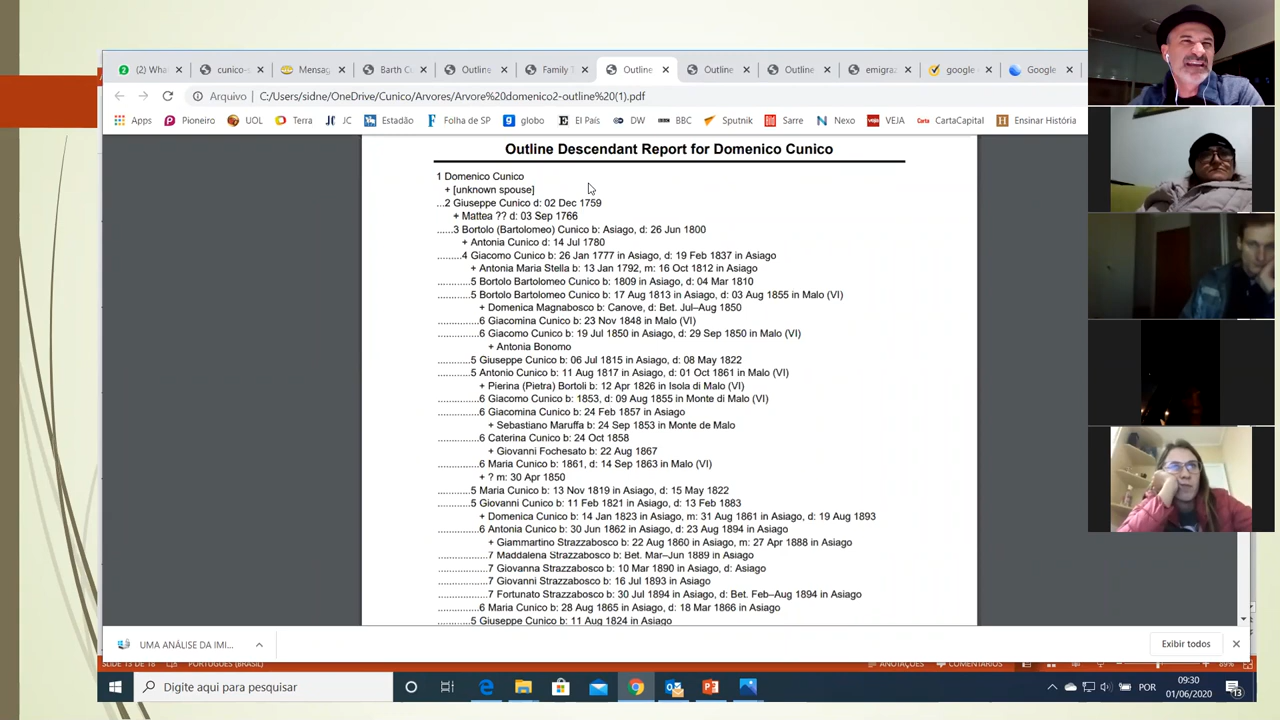 (2) Wha
cunico-s
Mensag
Barth Cu
Outline
Family T
Outline
Outline
Outline
emigraz
google
Google
Arquivo
C:/Users/sidne/OneDrive/Cunico/Arvores/Arvore%20domenico2-outline%20(1).pdf
Apps
Pioneiro
UOL
Terra
JC
Estadão
Folha de SP
globo
El País
DW
BBC
Sputnik
Sarre
Nexo
VEJA
CartaCapital
Ensinar História
Outline Descendant Report for Domenico Cunico
1 Domenico Cunico
+ [unknown spouse]
...2 Giuseppe Cunico d: 02 Dec 1759
+ Mattea ?? d: 03 Sep 1766
......3 Bortolo (Bartolomeo) Cunico b: Asiago, d: 26 Jun 1800
+ Antonia Cunico d: 14 Jul 1780
.........4 Giacomo Cunico b: 26 Jan 1777 in Asiago, d: 19 Feb 1837 in Asiago
+ Antonia Maria Stella b: 13 Jan 1792, m: 16 Oct 1812 in Asiago
............5 Bortolo Bartolomeo Cunico b: 1809 in Asiago, d: 04 Mar 1810
............5 Bortolo Bartolomeo Cunico b: 17 Aug 1813 in Asiago, d: 03 Aug 1855 in Malo (VI)
+ Domenica Magnabosco b: Canove, d: Bet. Jul–Aug 1850
...............6 Giacomina Cunico b: 23 Nov 1848 in Malo (VI)
...............6 Giacomo Cunico b: 19 Jul 1850 in Asiago, d: 29 Sep 1850 in Malo (VI)
+ Antonia Bonomo
............5 Giuseppe Cunico b: 06 Jul 1815 in Asiago, d: 08 May 1822
............5 Antonio Cunico b: 11 Aug 1817 in Asiago, d: 01 Oct 1861 in Malo (VI)
+ Pierina (Pietra) Bortoli b: 12 Apr 1826 in Isola di Malo (VI)
...............6 Giacomo Cunico b: 1853, d: 09 Aug 1855 in Monte di Malo (VI)
...............6 Giacomina Cunico b: 24 Feb 1857 in Asiago
+ Sebastiano Maruffa b: 24 Sep 1853 in Monte de Malo
...............6 Caterina Cunico b: 24 Oct 1858
+ Giovanni Fochesato b: 22 Aug 1867
...............6 Maria Cunico b: 1861, d: 14 Sep 1863 in Malo (VI)
+ ? m: 30 Apr 1850
............5 Maria Cunico b: 13 Nov 1819 in Asiago, d: 15 May 1822
............5 Giovanni Cunico b: 11 Feb 1821 in Asiago, d: 13 Feb 1883
+ Domenica Cunico b: 14 Jan 1823 in Asiago, m: 31 Aug 1861 in Asiago, d: 19 Aug 1893
...............6 Antonia Cunico b: 30 Jun 1862 in Asiago, d: 23 Aug 1894 in Asiago
+ Giammartino Strazzabosco b: 22 Aug 1860 in Asiago, m: 27 Apr 1888 in Asiago
..................7 Maddalena Strazzabosco b: Bet. Mar–Jun 1889 in Asiago
..................7 Giovanna Strazzabosco b: 10 Mar 1890 in Asiago, d: Asiago
..................7 Giovanni Strazzabosco b: 16 Jul 1893 in Asiago
..................7 Fortunato Strazzabosco b: 30 Jul 1894 in Asiago, d: Bet. Feb–Aug 1894 in Asiago
...............6 Maria Cunico b: 28 Aug 1865 in Asiago, d: 18 Mar 1866 in Asiago
............5 Giuseppe Cunico b: 11 Aug 1824 in Asiago
UMA ANÁLISE DA IMI...
Exibir todos
SLIDE 13 DE 18
PORTUGUÊS (BRASIL)
ANOTAÇÕES
COMENTÁRIOS
89%
Digite aqui para pesquisar
POR
09:30
01/06/2020
13